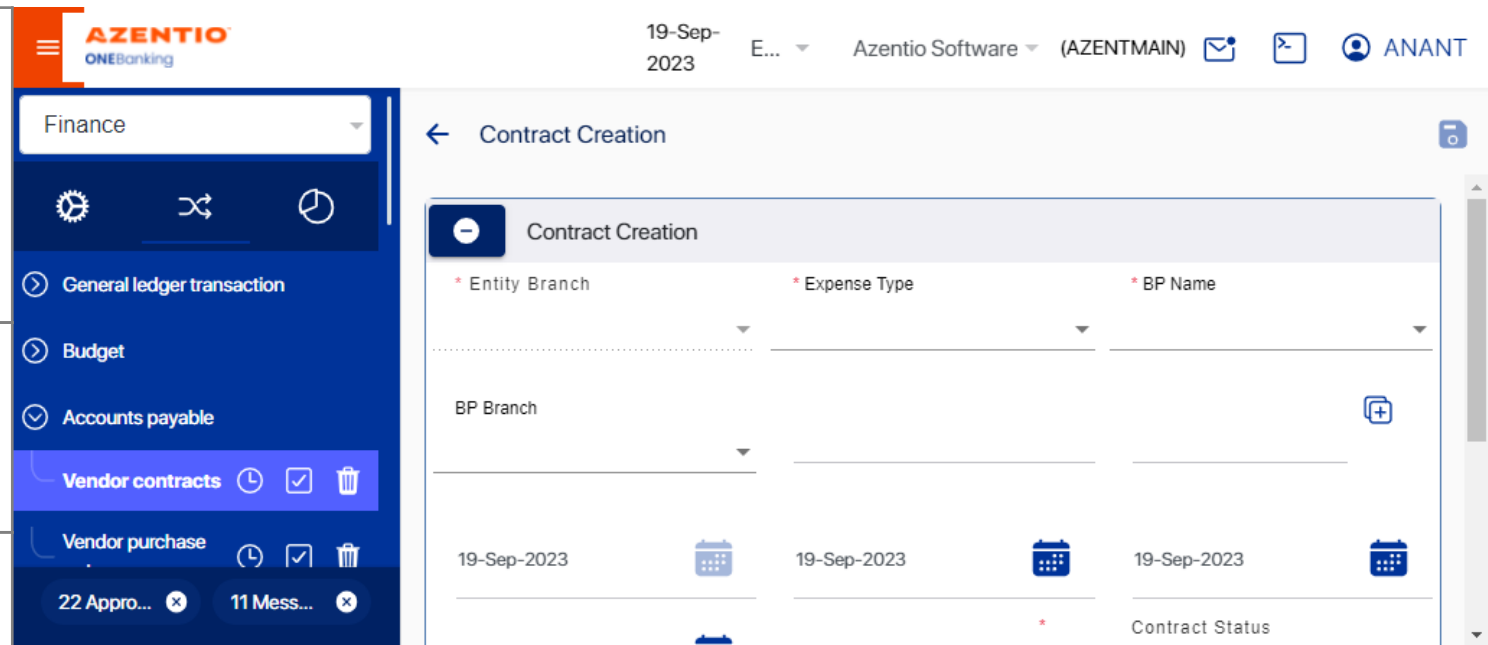 AZENTIO
ONEBanking
19-Sep-
2023
E...
Azentio Software
(AZENTMAIN)
ANANT
Finance
Contract Creation
Contract Creation
General ledger transaction
* Entity Branch
* Expense Type
* BP Name
Budget
Accounts payable
BP Branch
Vendor contracts
Vendor purchase
19-Sep-2023
19-Sep-2023
19-Sep-2023
22 Appro...
11 Mess...
*
Contract Status